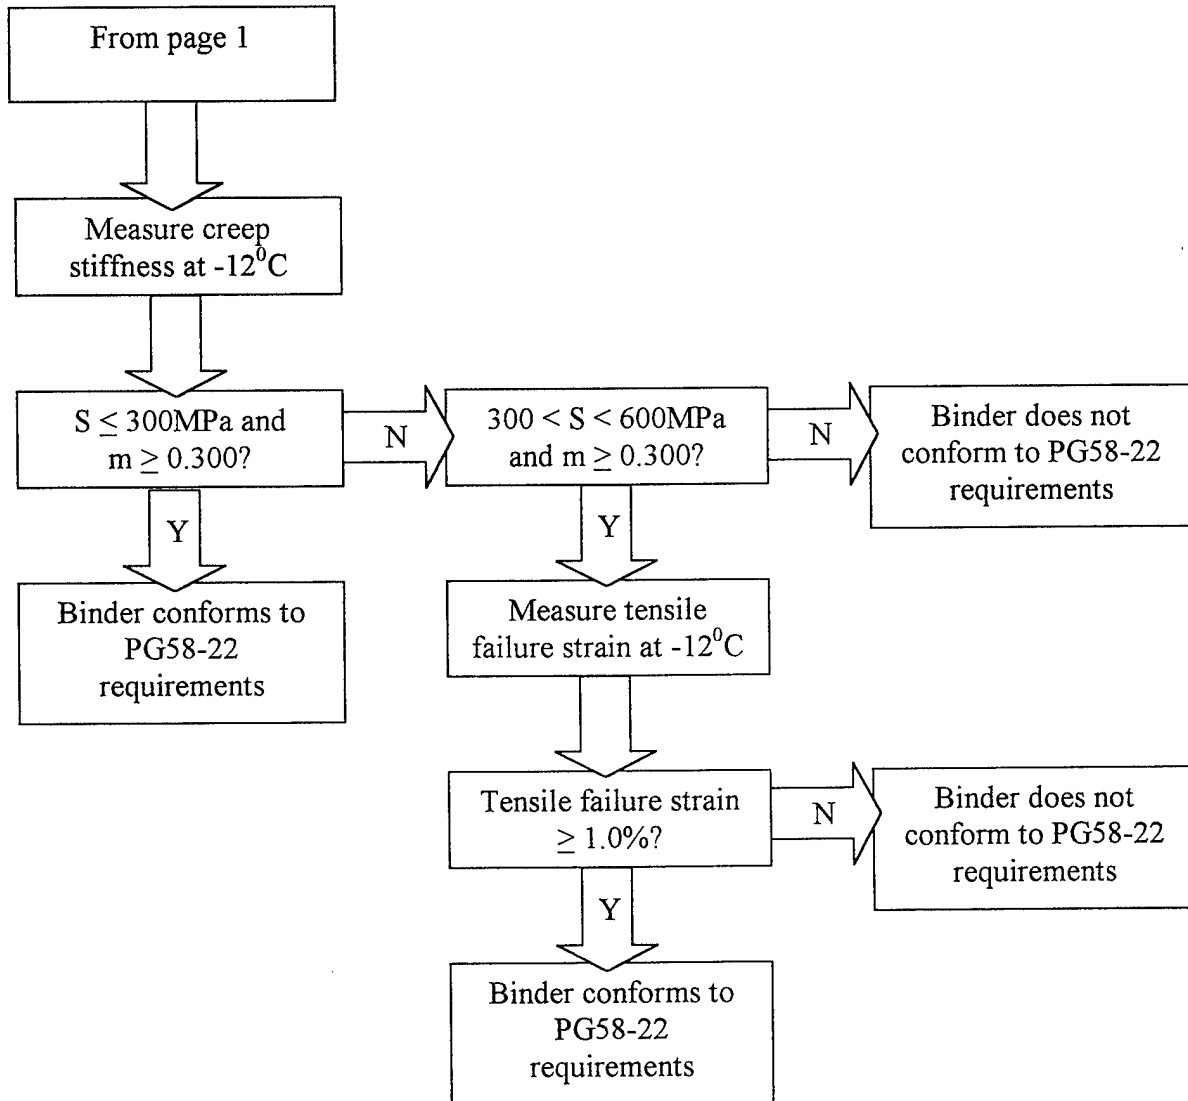 From page 1
Measure creep
stiffness at -12⁰C
S ≤ 300MPa and
m ≥ 0.300?
N
300 < S < 600MPa
and m ≥ 0.300?
N
Binder does not
conform to PG58-22
requirements
Y
Y
Binder conforms to
PG58-22
requirements
Measure tensile
failure strain at -12⁰C
Tensile failure strain
≥ 1.0%?
N
Binder does not
conform to PG58-22
requirements
Y
Binder conforms to
PG58-22
requirements